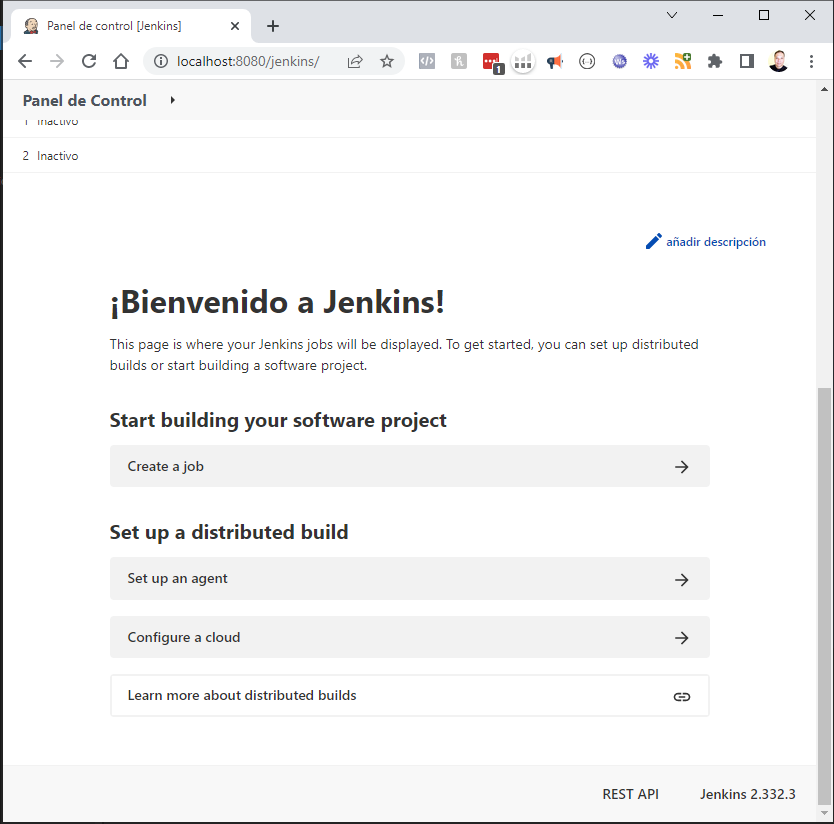 Panel de control [Jenkins]
localhost:8080/jenkins/
1
Panel de Control
1 Inactivo
2 Inactivo
añadir descripción
¡Bienvenido a Jenkins!
This page is where your Jenkins jobs will be displayed. To get started, you can set up distributed
builds or start building a software project.
Start building your software project
Create a job
Set up a distributed build
Set up an agent
Configure a cloud
Learn more about distributed builds
REST API
Jenkins 2.332.3